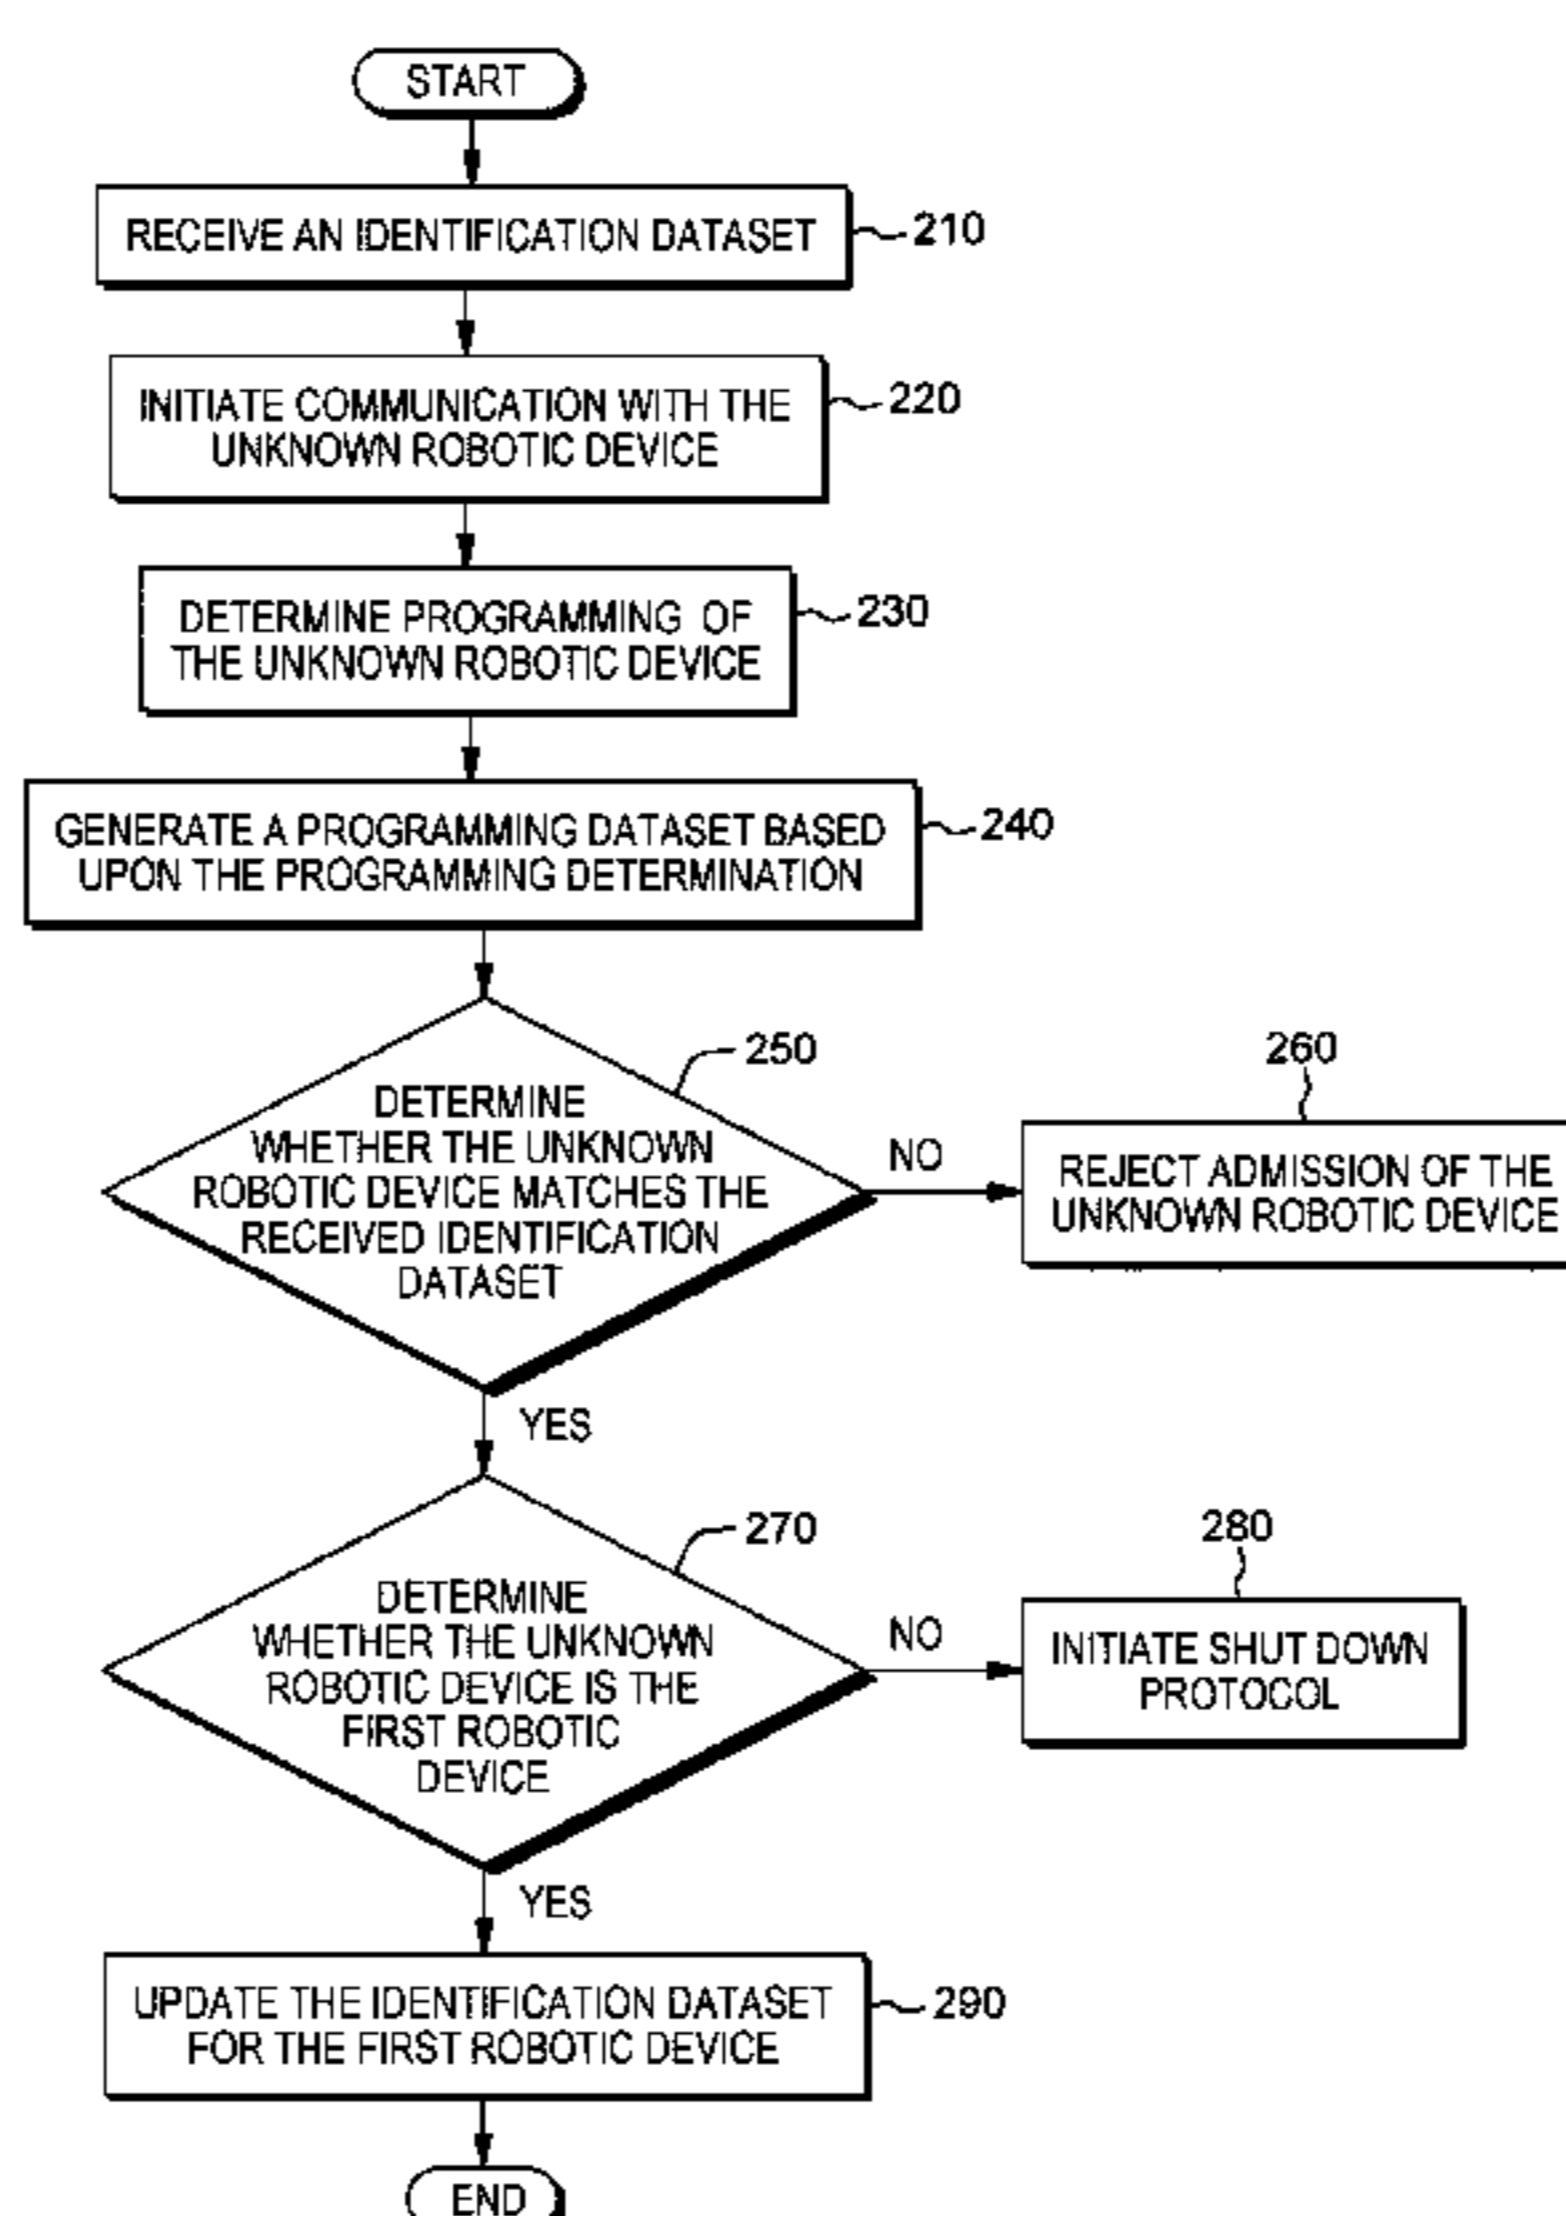 START
RECEIVE AN IDENTIFICATION DATASET
210
INITIATE COMMUNICATION WITH THE
UNKNOWN ROBOTIC DEVICE
220
DETERMINE PROGRAMMING OF
THE UNKNOWN ROBOTIC DEVICE
230
GENERATE A PROGRAMMING DATASET BASED
UPON THE PROGRAMMING DETERMINATION
240
DETERMINE
WHETHER THE UNKNOWN
ROBOTIC DEVICE MATCHES THE
RECEIVED IDENTIFICATION
DATASET
250
NO
260
REJECT ADMISSION OF THE
UNKNOWN ROBOTIC DEVICE
YES
DETERMINE
WHETHER THE UNKNOWN
ROBOTIC DEVICE IS THE
FIRST ROBOTIC
DEVICE
270
NO
280
INITIATE SHUT DOWN
PROTOCOL
YES
UPDATE THE IDENTIFICATION DATASET
FOR THE FIRST ROBOTIC DEVICE
290
END